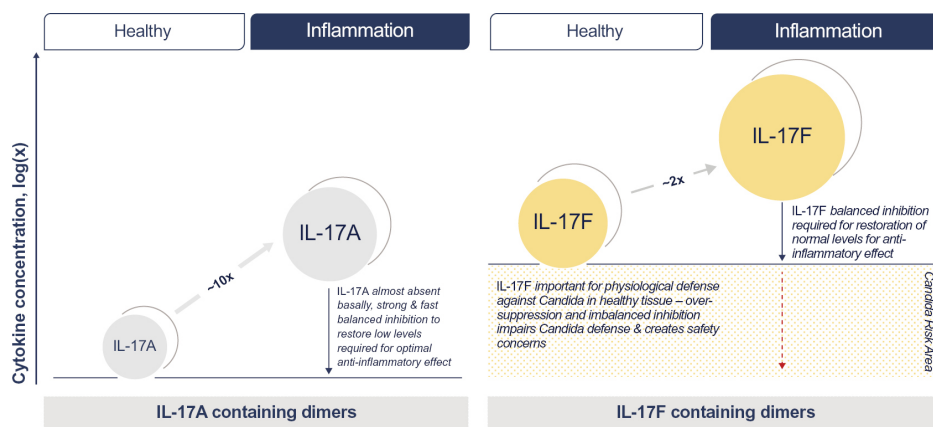 Healthy
Inflammation
Healthy
Inflammation
Cytokine concentration, log(x)
IL-17A
~10x
IL-17A
IL-17A almost absent
basally, strong & fast
balanced inhibition to
restore low levels
required for optimal
anti-inflammatory effect
IL-17F
~2x
IL-17F
IL-17F balanced inhibition
required for restoration of
normal levels for anti-
inflammatory effect
IL-17F important for physiological defense
against Candida in healthy tissue – over-
suppression and imbalanced inhibition
impairs Candida defense & creates safety
concerns
Candida Risk Area
IL-17A containing dimers
IL-17F containing dimers